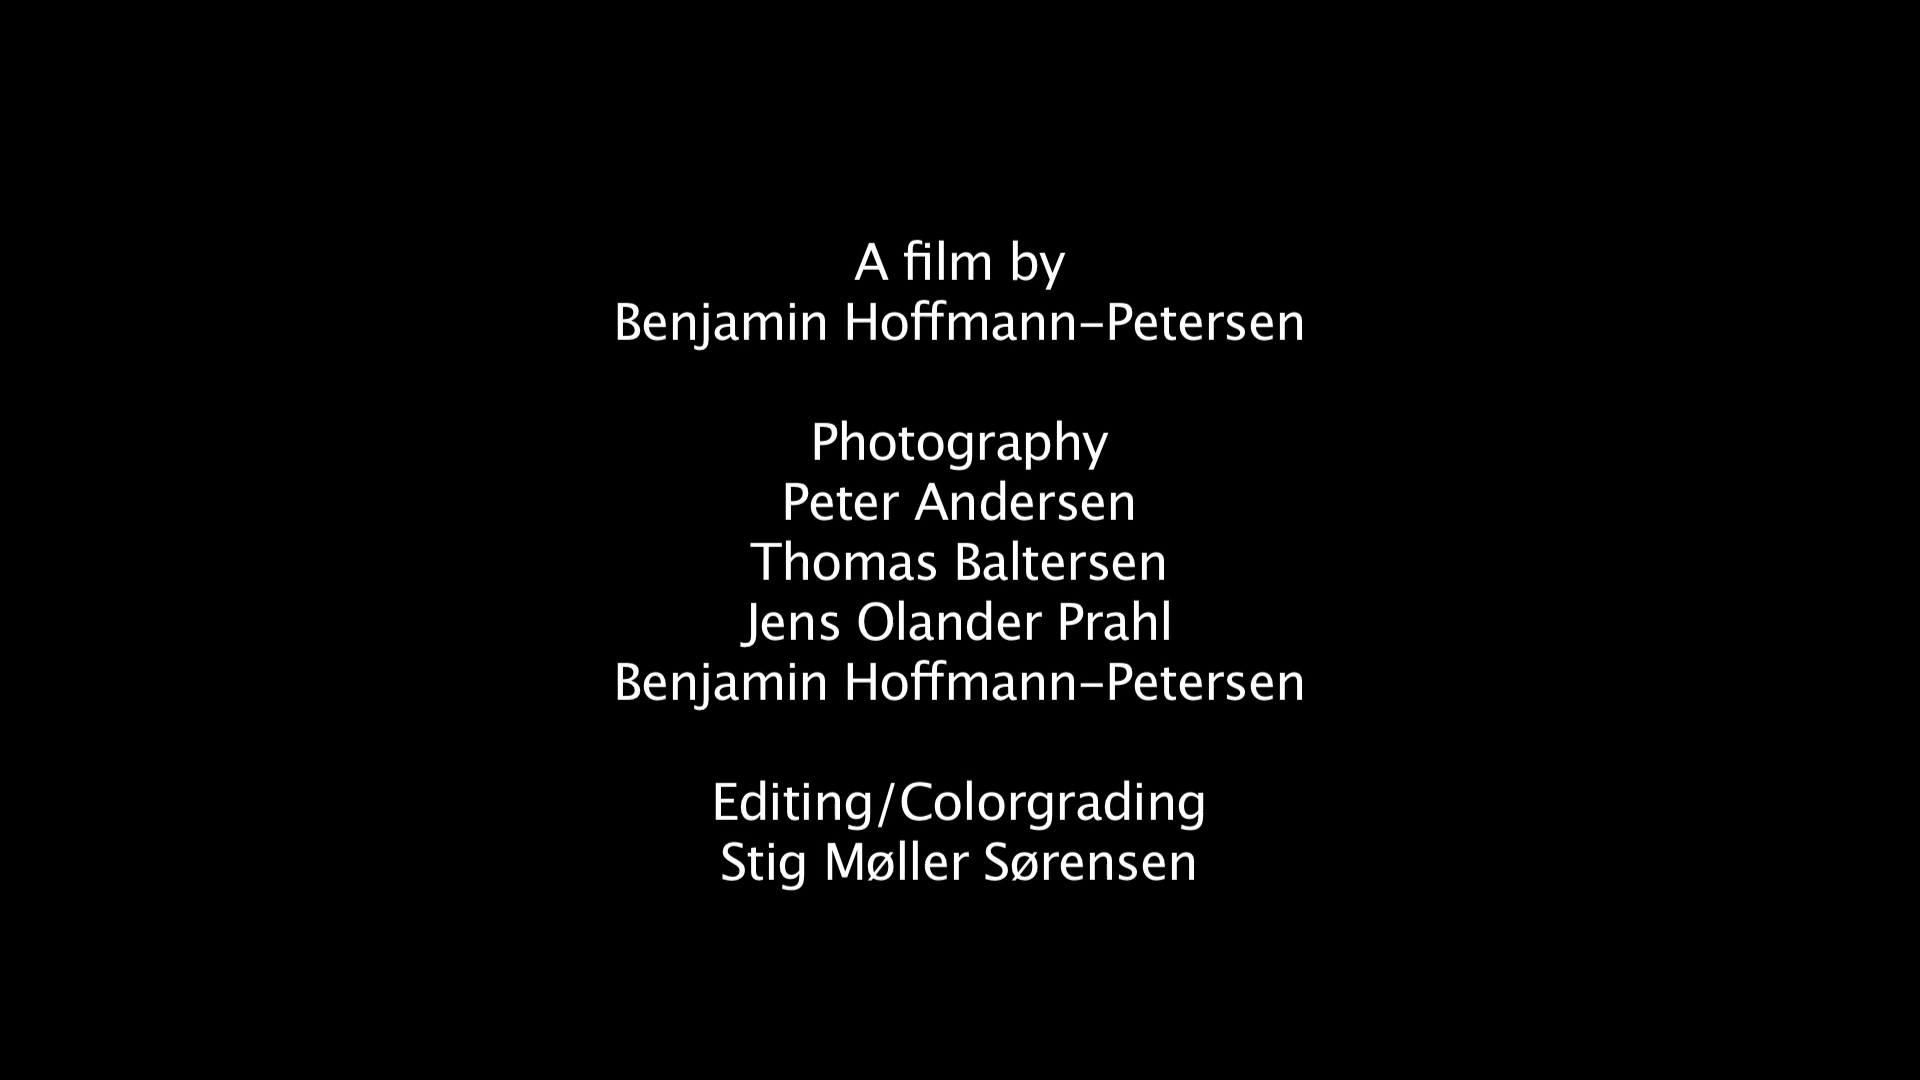 A film by
Benjamin Hoffmann-Petersen
Photography
Peter Andersen
Thomas Baltersen
Jens Olander Prahl
Benjamin Hoffmann-Petersen
Editing/Colorgrading
Stig Møller Sørensen